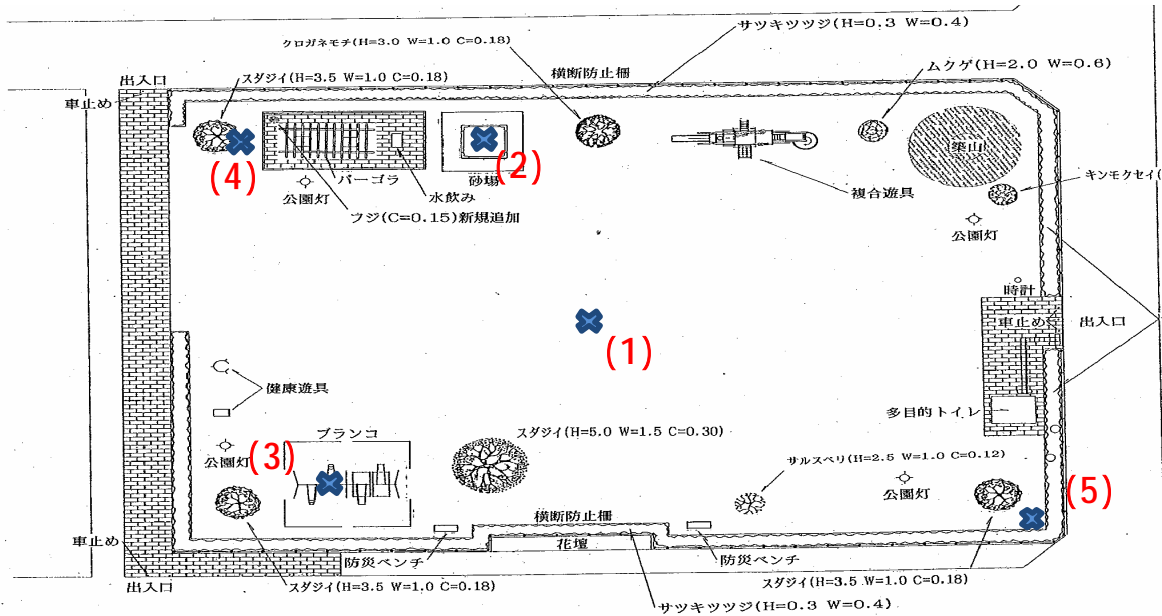 サツキツツジ(H=0.3 W=0.4)
クロガネモチ(H=3.0 W=1.0 C=0.18)
出入口
スダジイ(H=3.5 W=1.0 C=0.18)
横断防止柵
ムクゲ(H=2.0 W=0.6)
車止め
(4)
(2)
築山
パーゴラ
砂場
水飲み
公園灯
複合遊具
キンモクセイ(
フジ(C=0.15)新規追加
公園灯
時計
車止め
出入口
(1)
健康遊具
多目的トイレ
ブランコ
スダジイ(H=5.0 W=1.5 C=0.30)
(3)
公園灯
サルスベリ(H=2.5 W=1.0 C=0.12)
公園灯
(5)
横断防止柵
車止め
花壇
防災ベンチ
防災ベンチ
出入口
スダジイ(H=3.5 W=1.0 C=0.18)
スダジイ(H=3.5 W=1.0 C=0.18)
サツキツツジ(H=0.3 W=0.4)